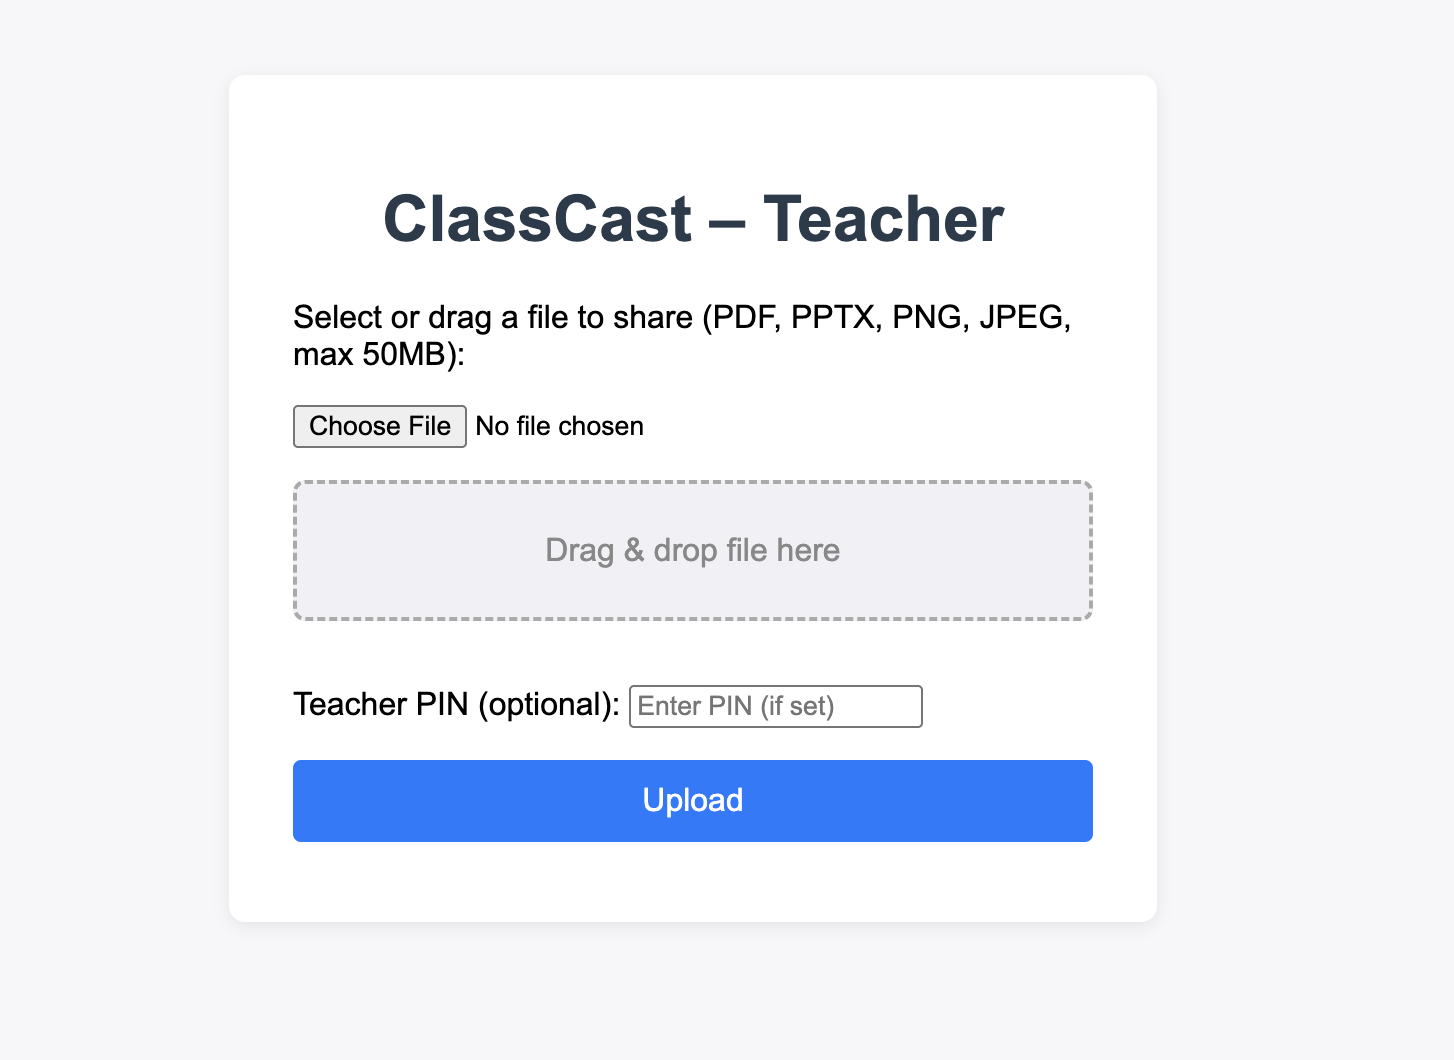 ClassCast – Teacher
Select or drag a file to share (PDF, PPTX, PNG, JPEG,
max 50MB):
Choose File No file chosen
Drag & drop file here
Teacher PIN (optional): Enter PIN (if set)
Upload